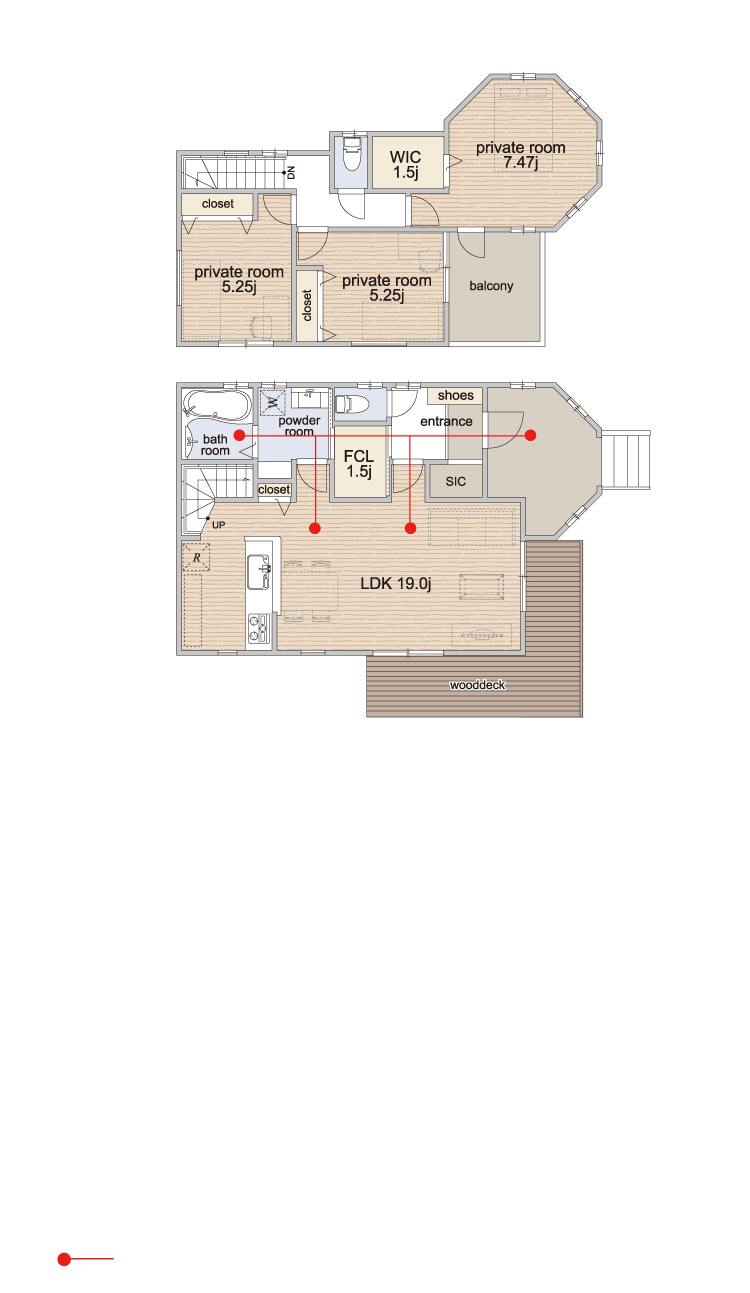 private room
7.47j
WIC
1.5j
DN
closet
private room
5.25j
private room
5.25j
closet
balcony
shoes
W
powder
room
entrance
bath
room
FCL
1.5j
closet
SIC
UP
R
LDK 19.0j
wooddeck